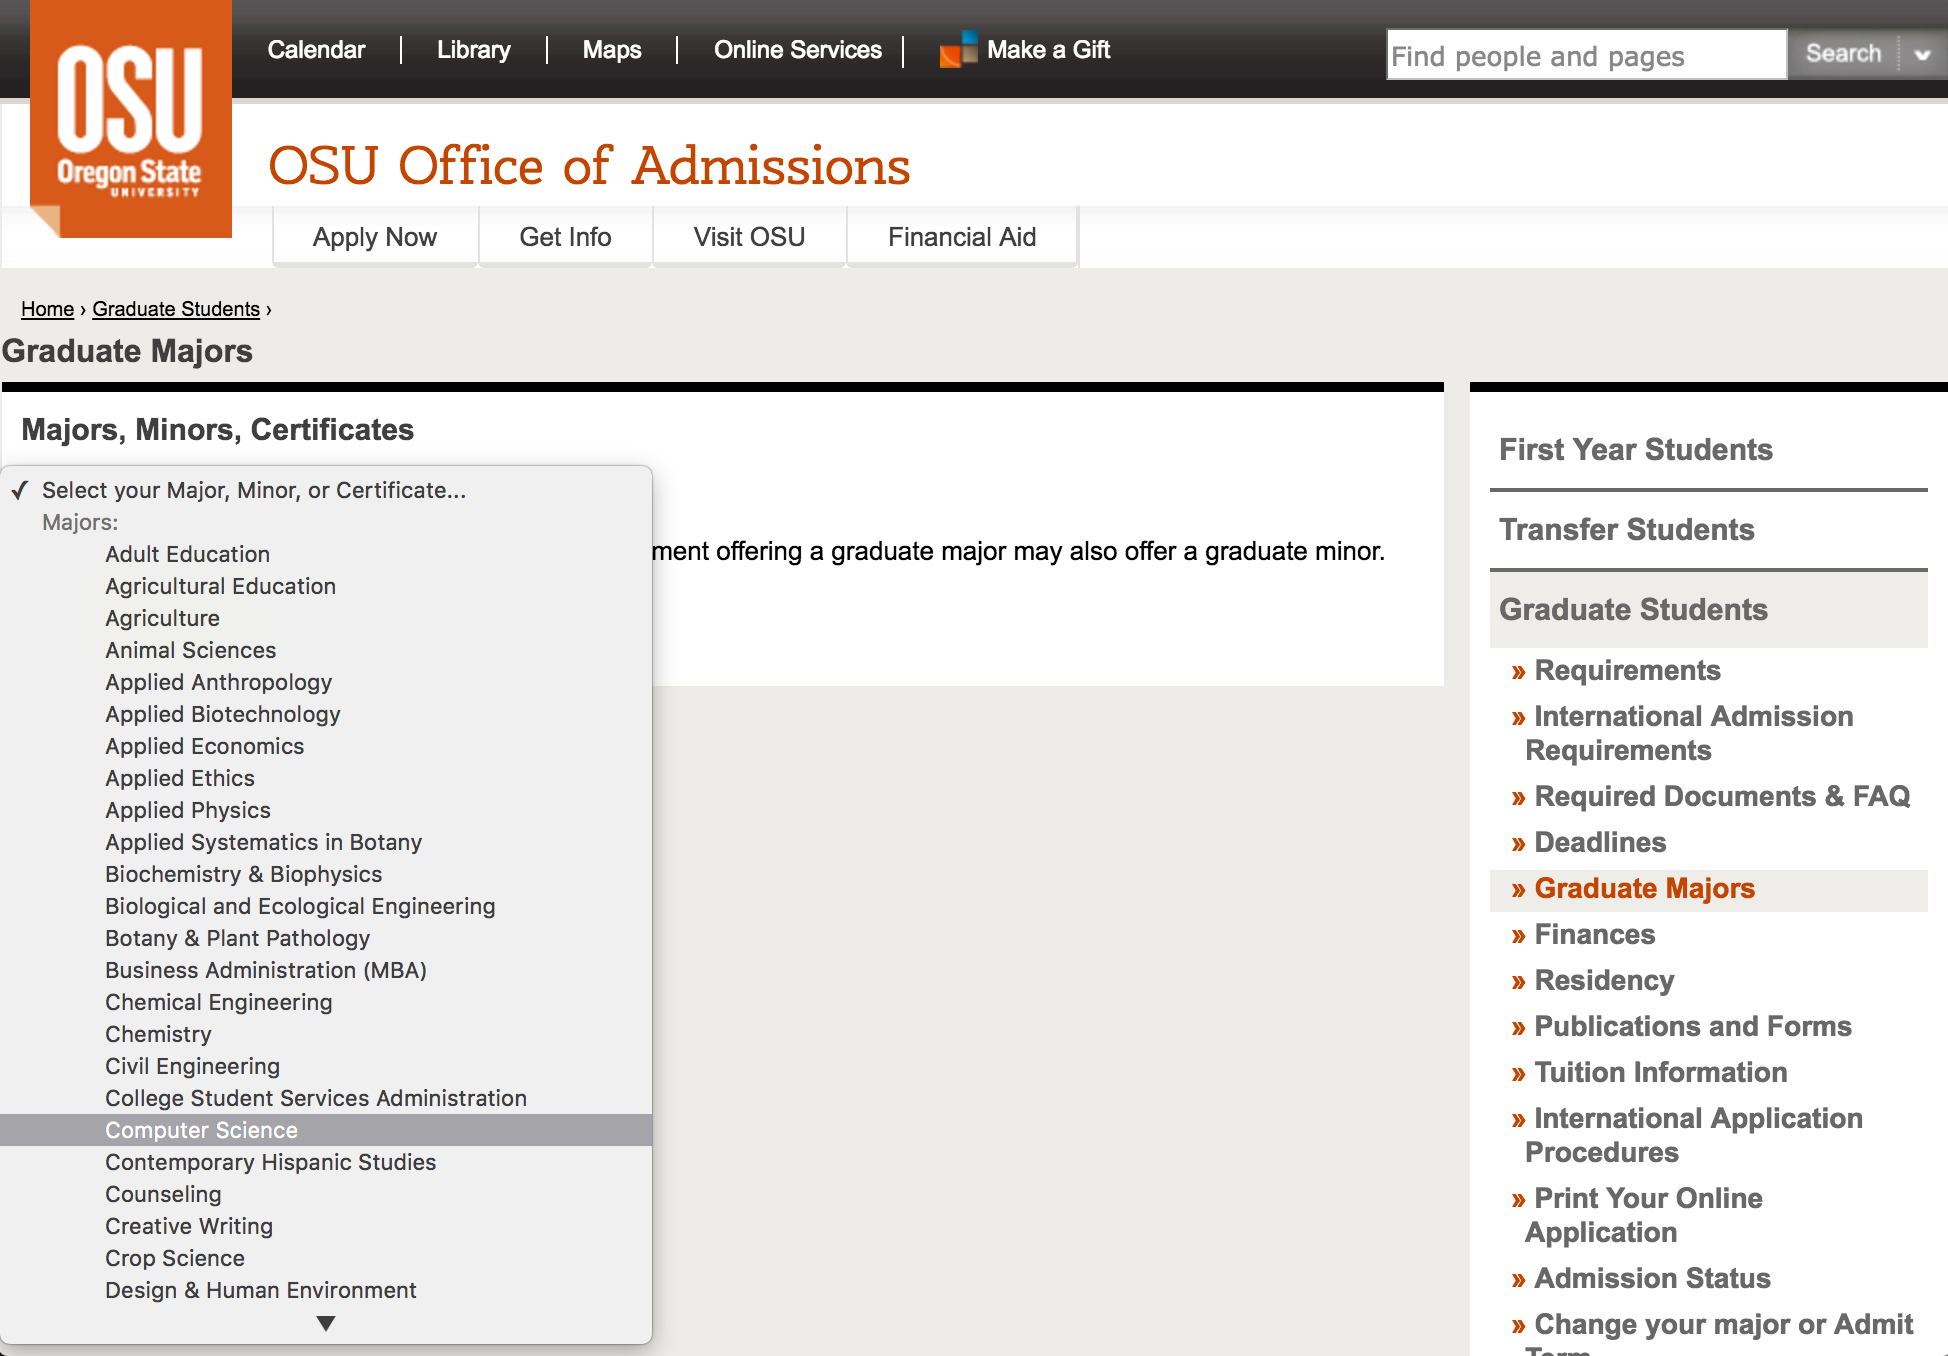 OSU
Oregon State
UNIVERSITY
Calendar
Library
Maps
Online Services
Make a Gift
Find people and pages
Search
OSU Office of Admissions
Apply Now
Get Info
Visit OSU
Financial Aid
Home › Graduate Students ›
Graduate Majors
Majors, Minors, Certificates
✓ Select your Major, Minor, or Certificate...
Majors:
Adult Education
Agricultural Education
Agriculture
Animal Sciences
Applied Anthropology
Applied Biotechnology
Applied Economics
Applied Ethics
Applied Physics
Applied Systematics in Botany
Biochemistry & Biophysics
Biological and Ecological Engineering
Botany & Plant Pathology
Business Administration (MBA)
Chemical Engineering
Chemistry
Civil Engineering
College Student Services Administration
Computer Science
Contemporary Hispanic Studies
Counseling
Creative Writing
Crop Science
Design & Human Environment
ment offering a graduate major may also offer a graduate minor.
First Year Students
Transfer Students
Graduate Students
» Requirements
» International Admission
Requirements
» Required Documents & FAQ
» Deadlines
» Graduate Majors
» Finances
» Residency
» Publications and Forms
» Tuition Information
» International Application
Procedures
» Print Your Online
Application
» Admission Status
» Change your major or Admit
Term